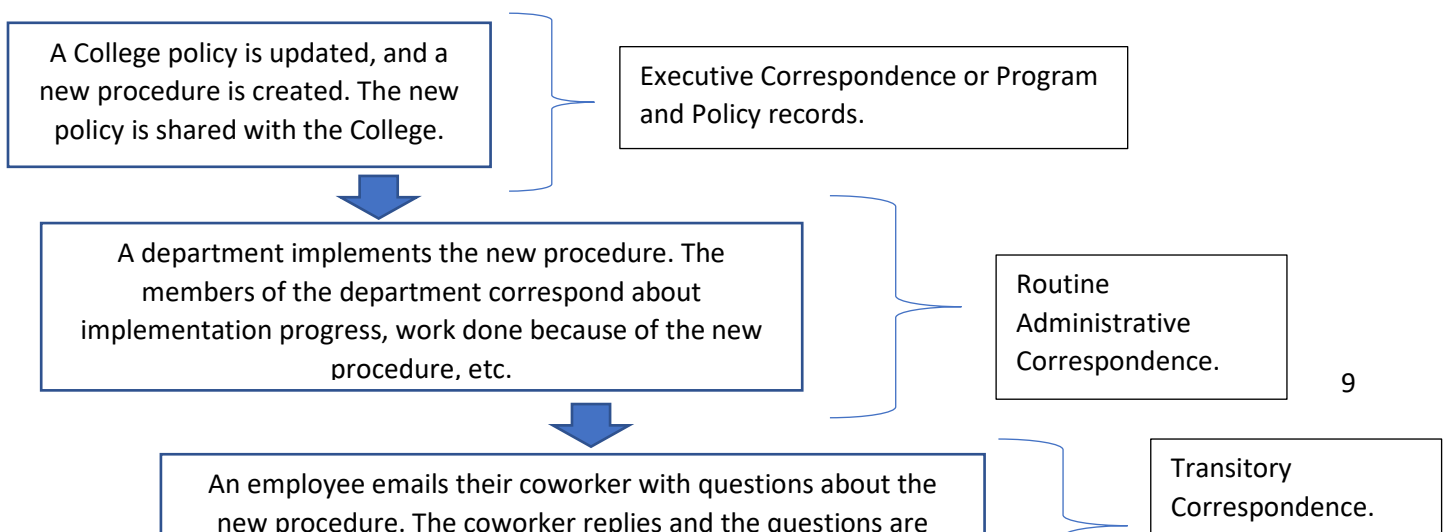 A College policy is updated, and a
new procedure is created. The new
policy is shared with the College.
Executive Correspondence or Program
and Policy records.
A department implements the new procedure. The
members of the department correspond about
implementation progress, work done because of the new
procedure, etc.
Routine
Administrative
Correspondence.
9
An employee emails their coworker with questions about the
new procedure. The coworker replies and the questions are
Transitory
Correspondence.